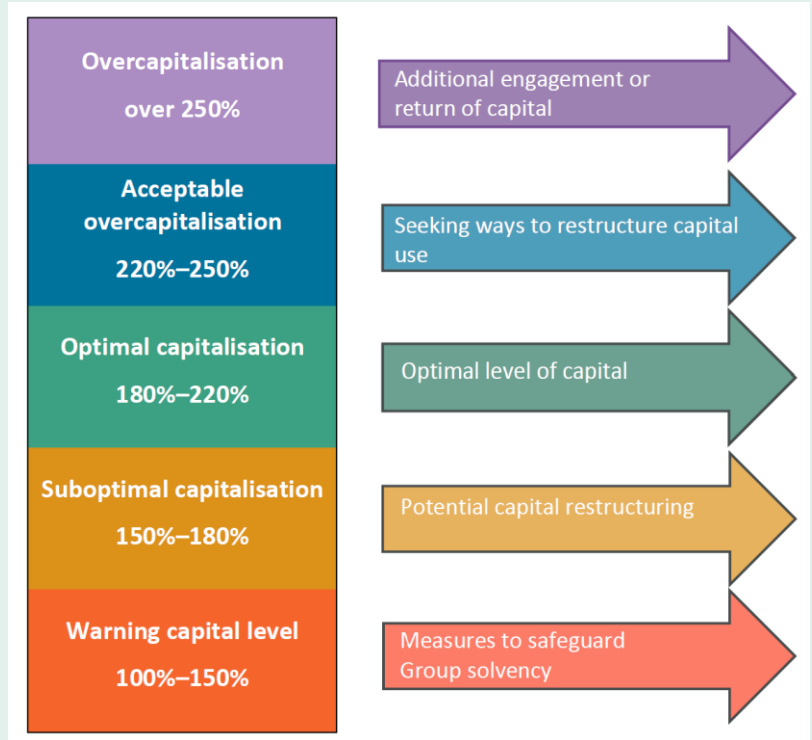 Overcapitalisation
over 250%
Additional engagement or
return of capital
Acceptable
overcapitalisation
220%–250%
Seeking ways to restructure capital
use
Optimal capitalisation
180%–220%
Optimal level of capital
Suboptimal capitalisation
150%–180%
Potential capital restructuring
Warning capital level
100%–150%
Measures to safeguard
Group solvency